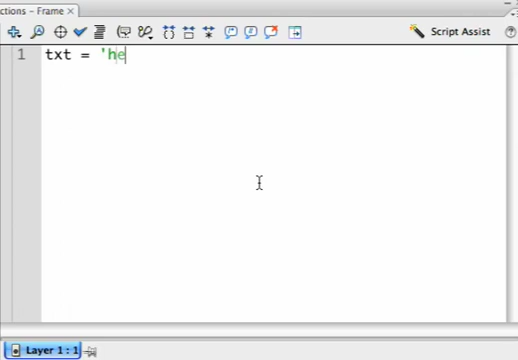 ctions - Frame
Script Assist
1 txt = 'he
Layer 1 : 1